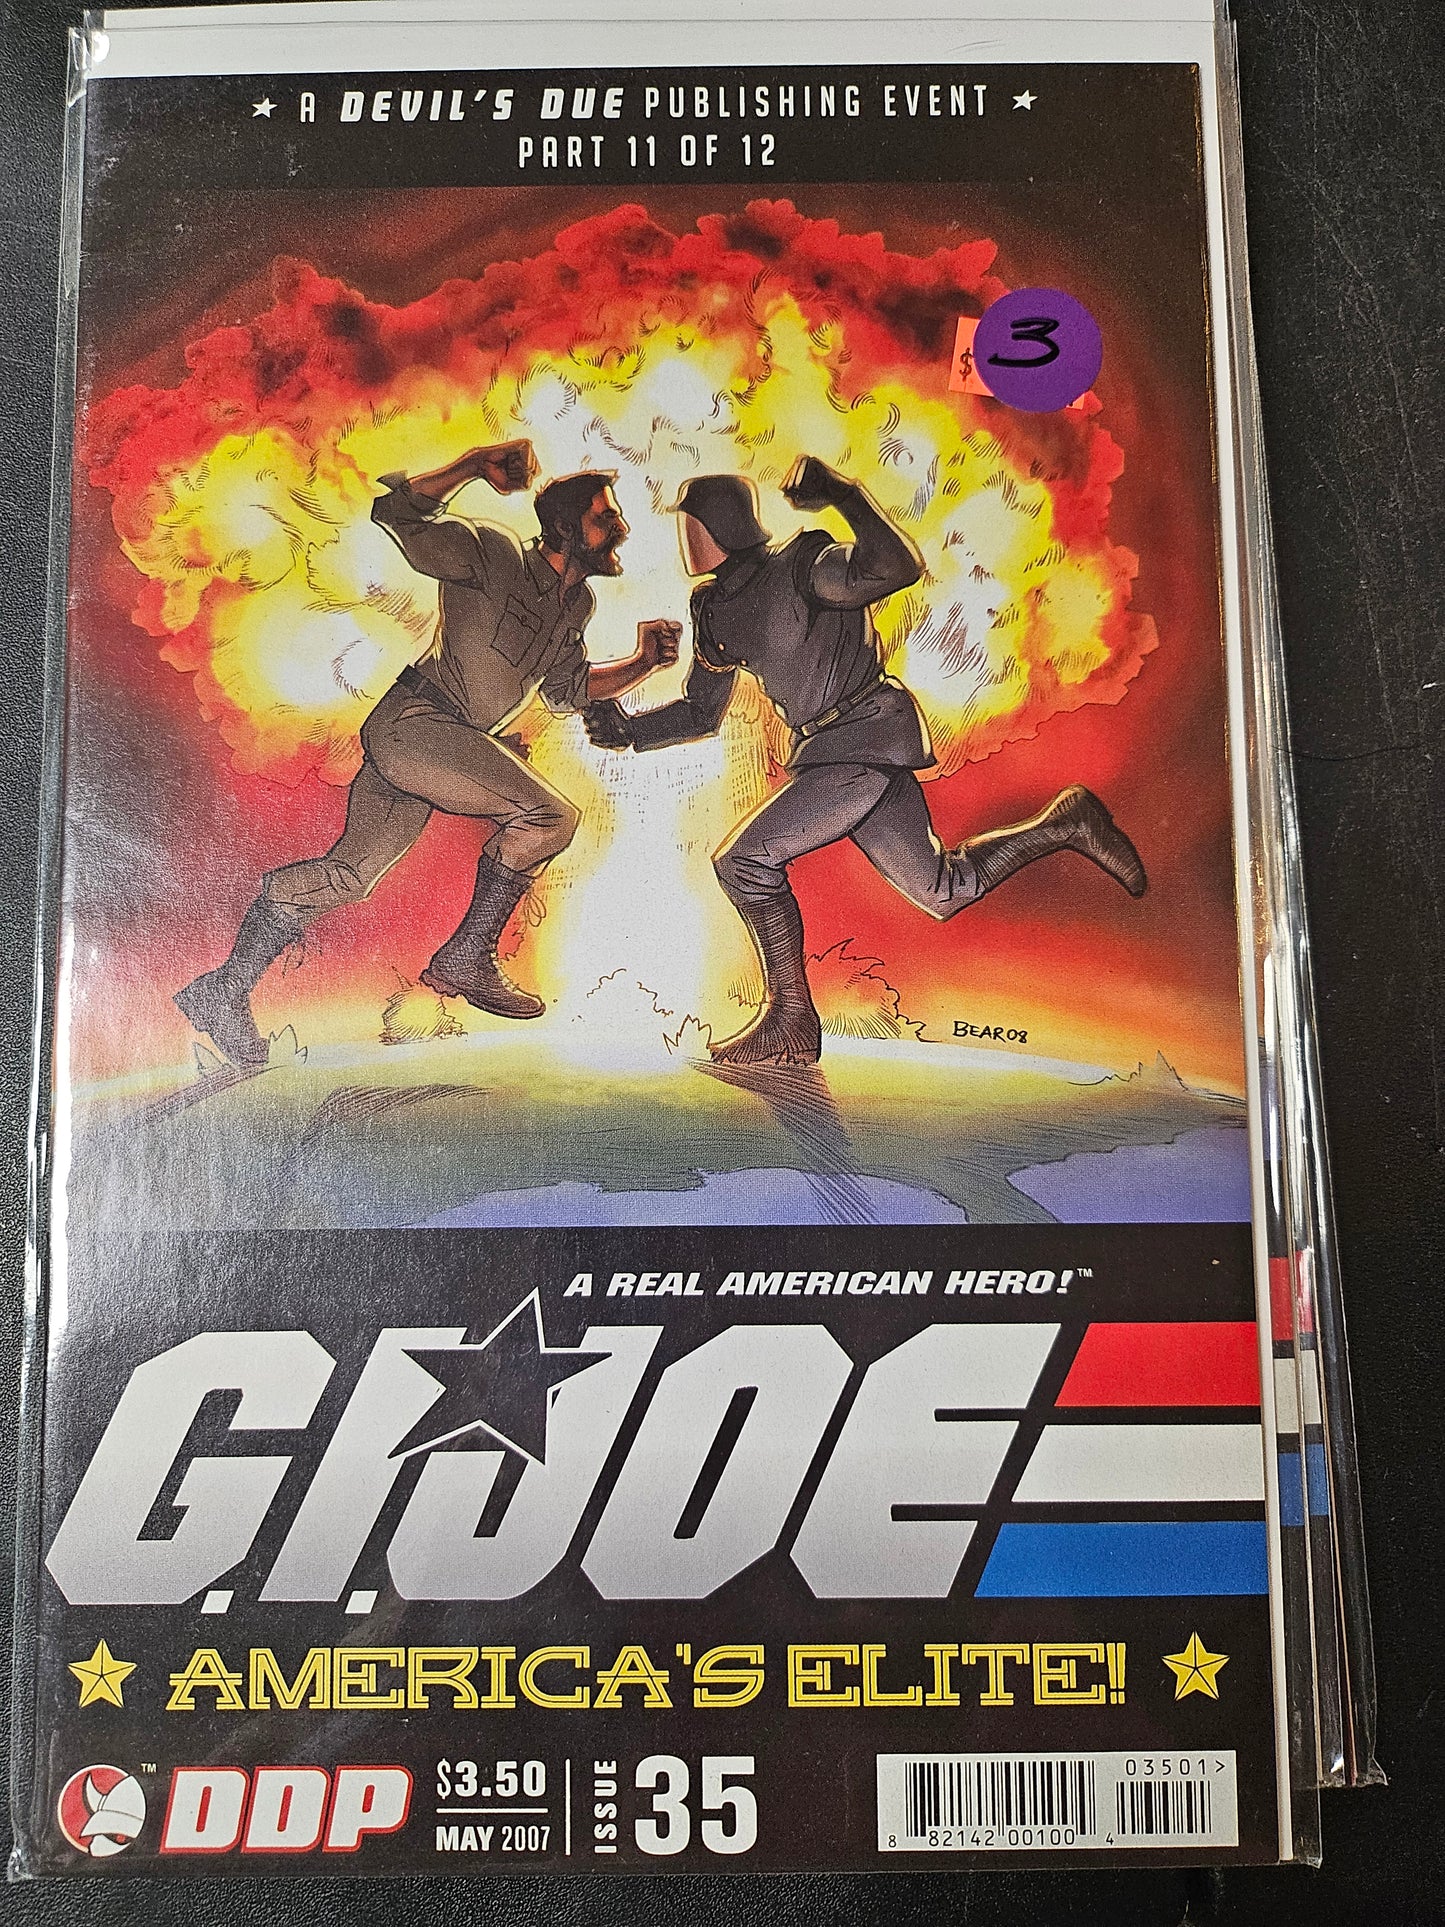 ★ A DEVIL'S DUE PUBLISHING EVENT ★
PART 11 OF 12
$ 3
BEAR08
A REAL AMERICAN HERO!™
G.I. JOE
★ AMERICA'S ELITE! ★
™ DDP
$3.50
MAY 2007
ISSUE 35
03501>
8 82142 00100 4